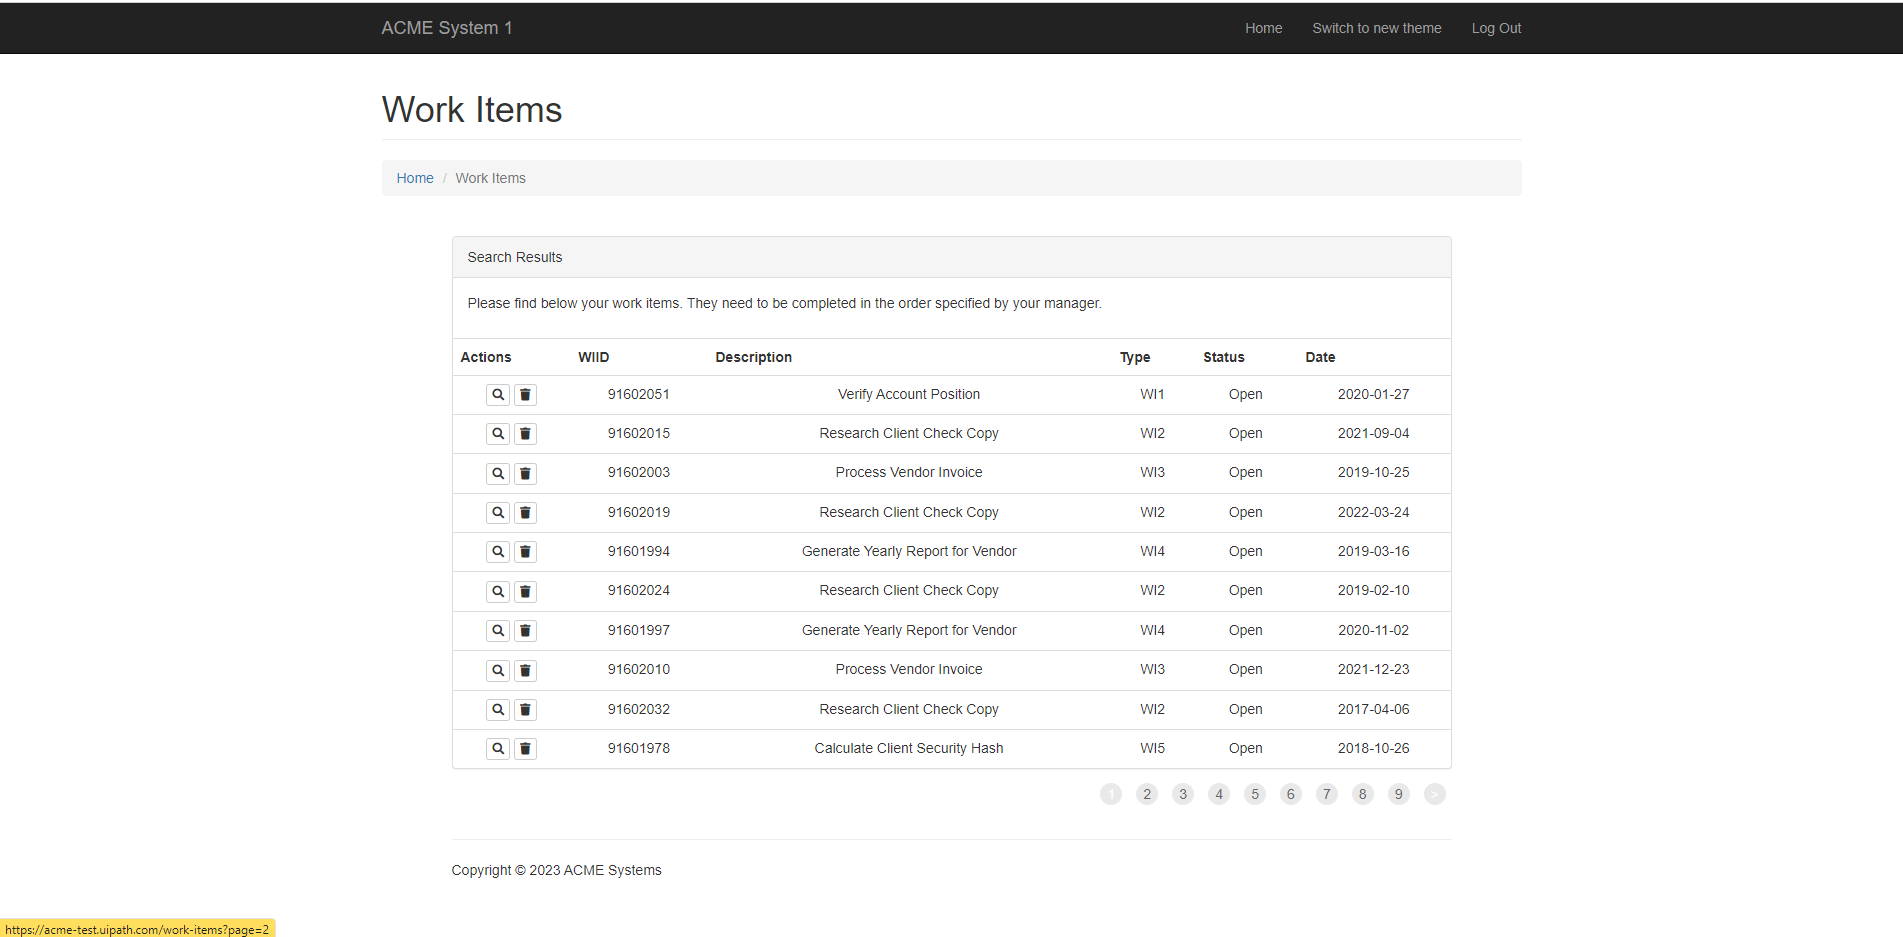 ACME System 1 Home Switch to new theme Log Out
Work Items
Home / Work Items
Search Results
Please find below your work items. They need to be completed in the order specified by your manager.
Actions WIID Description Type Status Date
91602051 Verify Account Position WI1 Open 2020-01-27
91602015 Research Client Check Copy WI2 Open 2021-09-04
91602003 Process Vendor Invoice WI3 Open 2019-10-25
91602019 Research Client Check Copy WI2 Open 2022-03-24
91601994 Generate Yearly Report for Vendor WI4 Open 2019-03-16
91602024 Research Client Check Copy WI2 Open 2019-02-10
91601997 Generate Yearly Report for Vendor WI4 Open 2020-11-02
91602010 Process Vendor Invoice WI3 Open 2021-12-23
91602032 Research Client Check Copy WI2 Open 2017-04-06
91601978 Calculate Client Security Hash WI5 Open 2018-10-26
1 2 3 4 5 6 7 8 9 >
Copyright © 2023 ACME Systems
https://acme-test.uipath.com/work-items?page=2